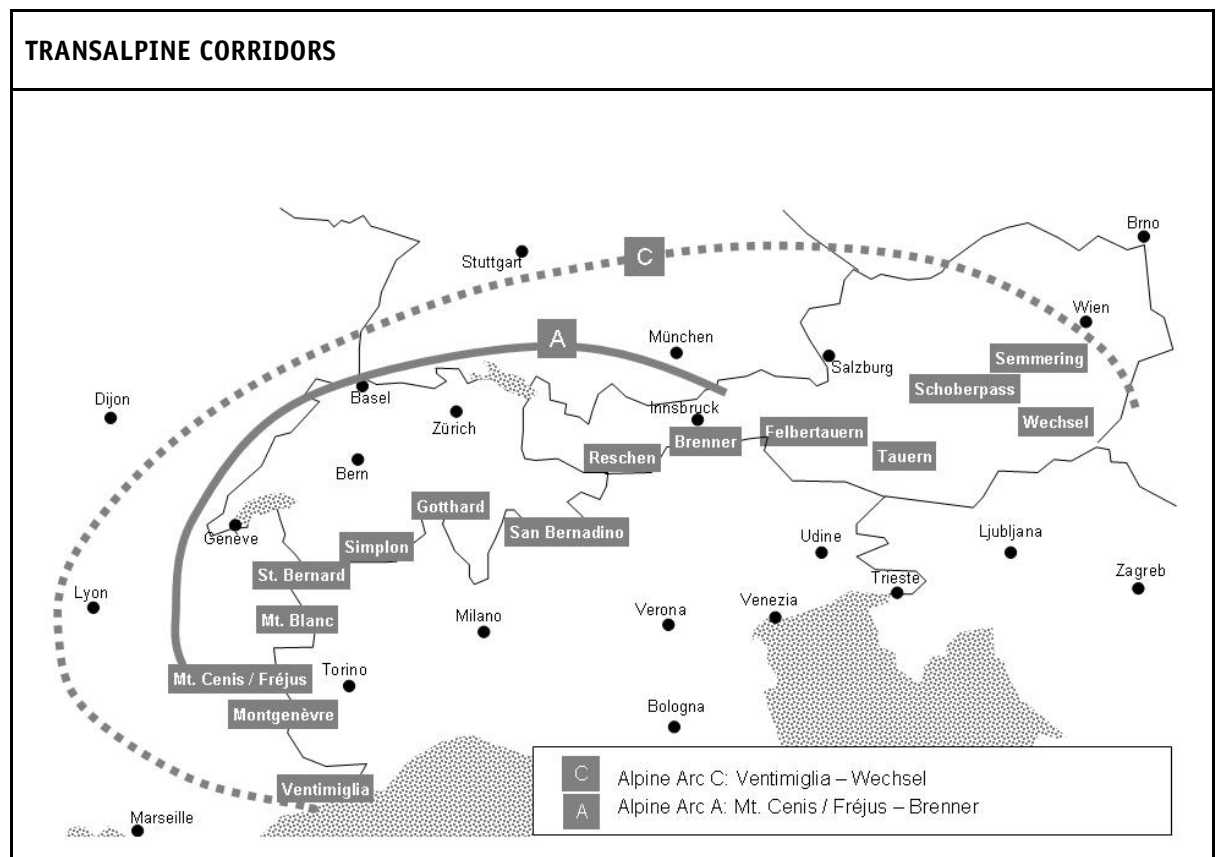 TRANSALPINE CORRIDORS
Brno
Stuttgart
C
Wien
A
München
Semmering
Salzburg
Schoberpass
Basel
Dijon
Innsbruck
Zürich
Wechsel
Felbertauern
Brenner
Reschen
Tauern
Bern
Gotthard
San Bernadino
Genève
Simplon
Udine
Ljubljana
St. Bernard
Trieste
Zagreb
Lyon
Mt. Blanc
Milano
Verona
Venezia
Mt. Cenis / Fréjus
Torino
Montgenèvre
Bologna
Ventimiglia
C Alpine Arc C: Ventimiglia – Wechsel
A Alpine Arc A: Mt. Cenis / Fréjus – Brenner
Marseille